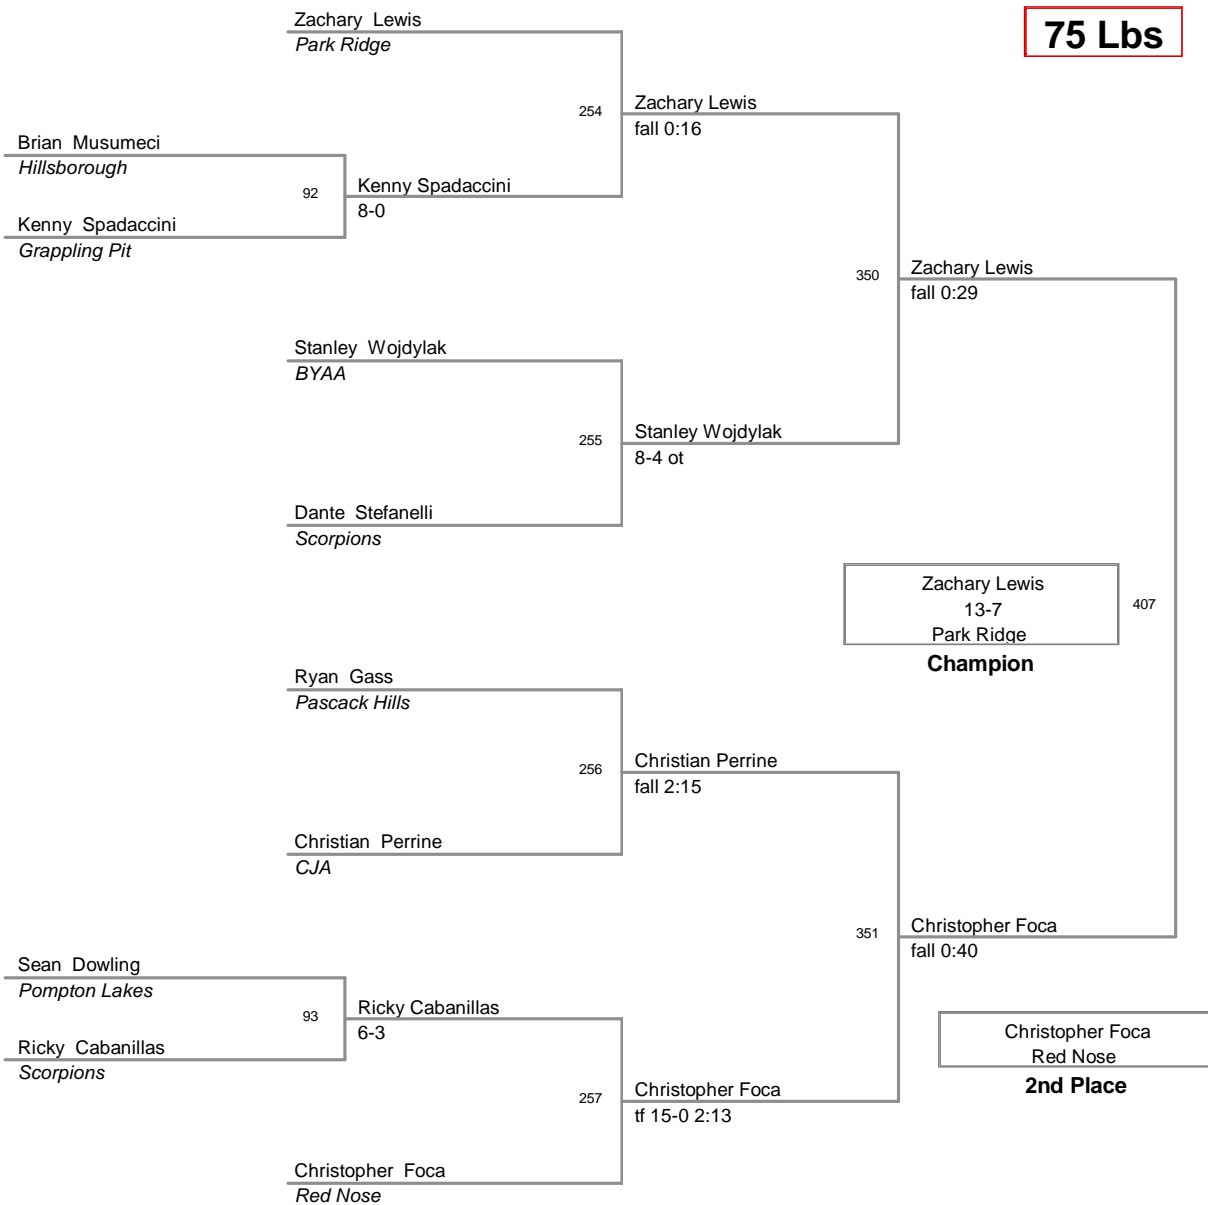 75 Lbs
Zachary Lewis
Park Ridge
254
Zachary Lewis
fall 0:16
Brian Musumeci
Hillsborough
92
Kenny Spadaccini
8-0
Kenny Spadaccini
Grappling Pit
350
Zachary Lewis
fall 0:29
Stanley Wojdylak
BYAA
255
Stanley Wojdylak
8-4 ot
Dante Stefanelli
Scorpions
Zachary Lewis
13-7
Park Ridge
Champion
407
Ryan Gass
Pascack Hills
256
Christian Perrine
fall 2:15
Christian Perrine
CJA
351
Christopher Foca
fall 0:40
Sean Dowling
Pompton Lakes
93
Ricky Cabanillas
6-3
Ricky Cabanillas
Scorpions
Christopher Foca
Red Nose
2nd Place
257
Christopher Foca
tf 15-0 2:13
Christopher Foca
Red Nose